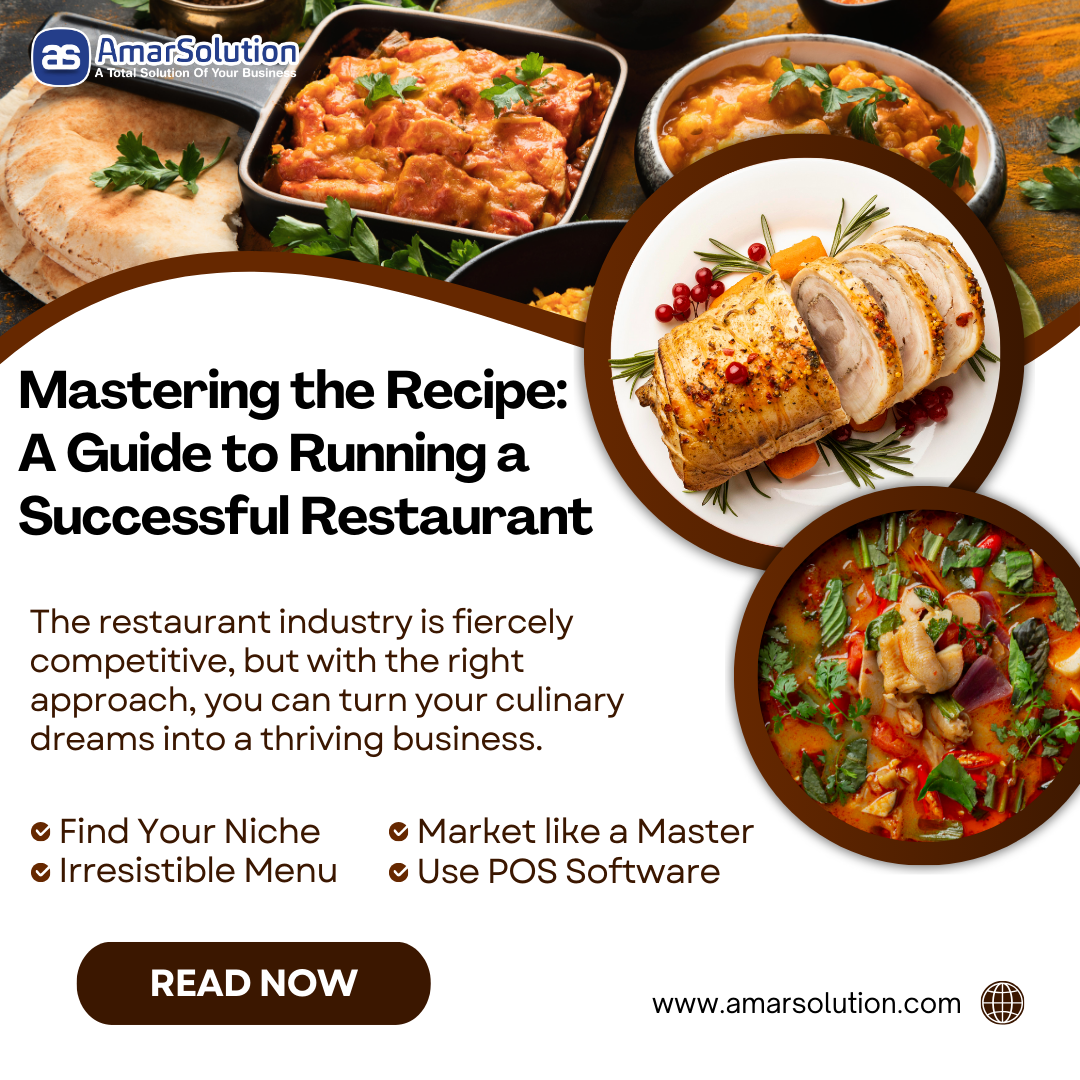 as AmarSolution
A Total Solution Of Your Business
Mastering the Recipe:
A Guide to Running a
Successful Restaurant
The restaurant industry is fiercely
competitive, but with the right
approach, you can turn your culinary
dreams into a thriving business.
Find Your Niche
Irresistible Menu
Market like a Master
Use POS Software
READ NOW
www.amarsolution.com